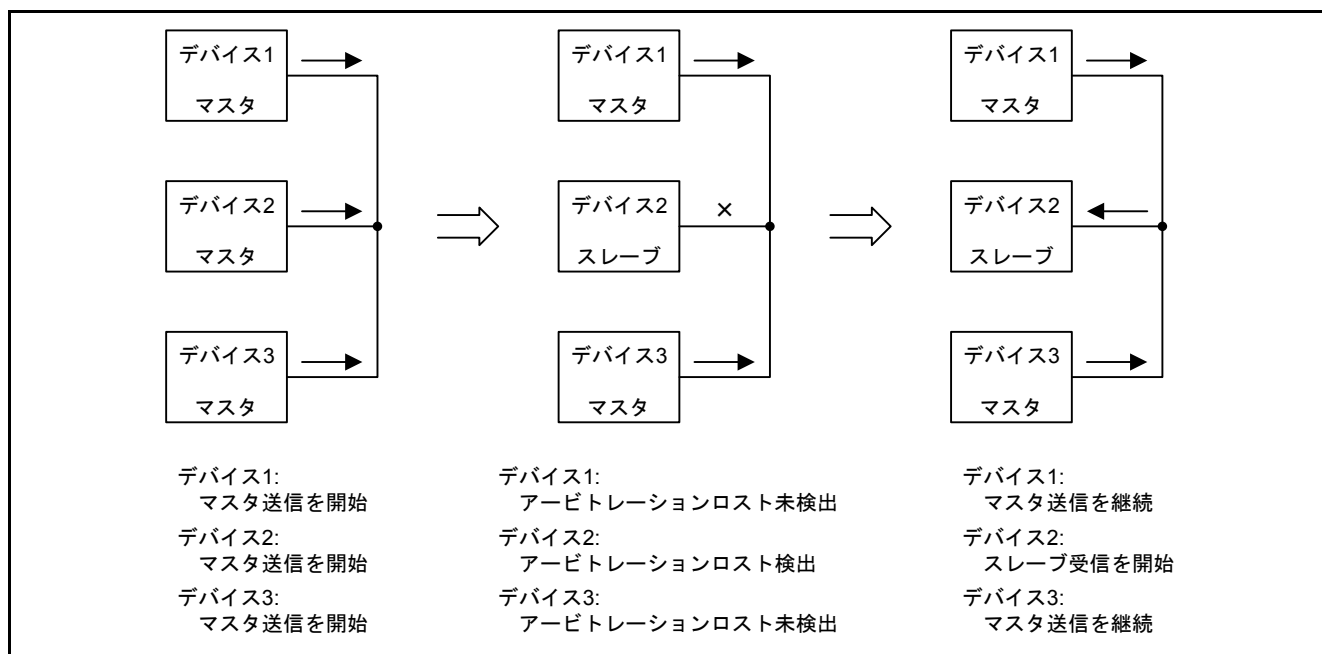 デバイス1
マスタ
デバイス2
マスタ
デバイス3
マスタ
デバイス1:
マスタ送信を開始
デバイス2:
マスタ送信を開始
デバイス3:
マスタ送信を開始
デバイス1
マスタ
デバイス2
×
スレーブ
デバイス3
マスタ
デバイス1:
アービトレーションロスト未検出
デバイス2:
アービトレーションロスト検出
デバイス3:
アービトレーションロスト未検出
デバイス1
マスタ
デバイス2
スレーブ
デバイス3
マスタ
デバイス1:
マスタ送信を継続
デバイス2:
スレーブ受信を開始
デバイス3:
マスタ送信を継続